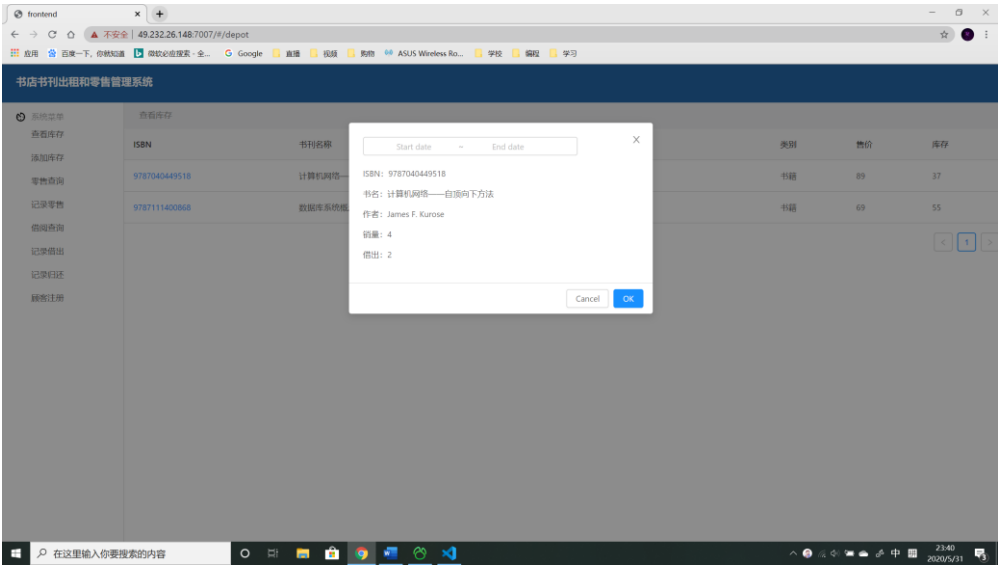 frontend
不安全 | 49.232.26.148:7007/#/depot
应用 百度一下，你就知道 微软必应搜索 - 全... Google 直播 视频 购物 ASUS Wireless Ro... 学校 编程 学习
书店书刊出租和零售管理系统
系统菜单
查看库存
添加库存
零售查询
记录零售
借阅查询
记录借出
记录归还
顾客注册
查看库存
ISBN 书刊名称 类别 售价 库存
9787040449518 计算机网络— 书籍 89 37
9787111400868 数据库系统概 书籍 69 55
1
Start date ~ End date
ISBN: 9787040449518
书名: 计算机网络——自顶向下方法
作者: James F. Kurose
销量: 4
借出: 2
Cancel OK
在这里输入你要搜索的内容
中
23:40
2020/5/31